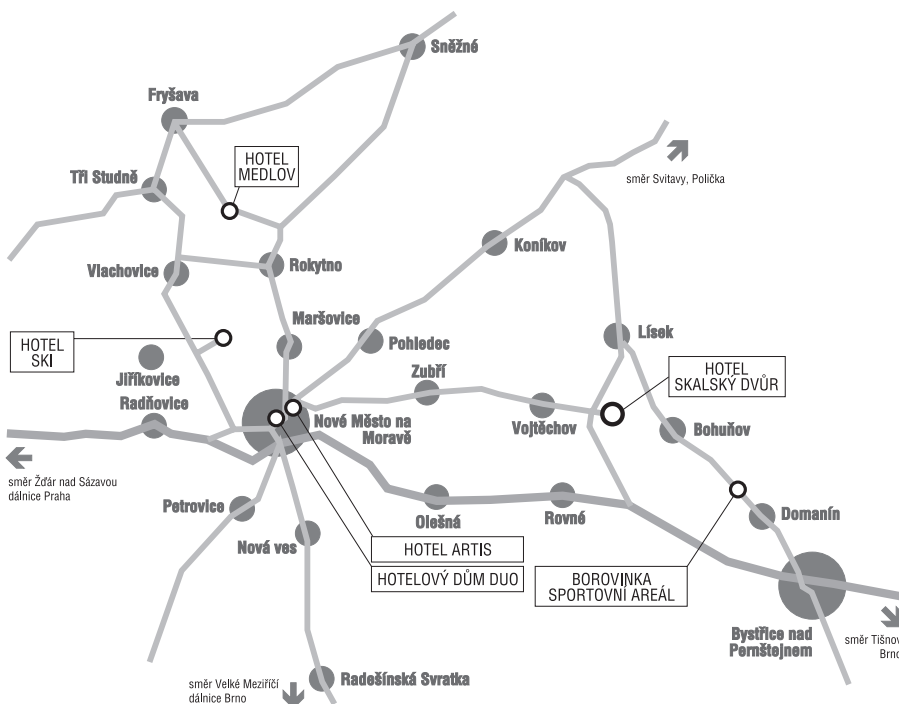 Sněžné
Fryšava
HOTEL
MEDLOV
Tři Studně
směr Svitavy, Polička
Koníkov
Vlachovice
Rokytno
Maršovice
HOTEL
SKI
Pohledec
Lísek
Jiříkovice
Zubří
HOTEL
SKALSKÝ DVŮR
Radňovice
Nové Město na
Moravě
Vojtěchov
Bohuňov
směr Žďár nad Sázavou
dálnice Praha
Petrovice
Olešná
Rovné
Domanín
Nová ves
HOTEL ARTIS
HOTELOVÝ DŮM DUO
BOROVINKA
SPORTOVNÍ AREÁL
Bystřice nad
Pernštejnem
směr Tišnov
Brno
Radešínská Svratka
směr Velké Meziříčí
dálnice Brno